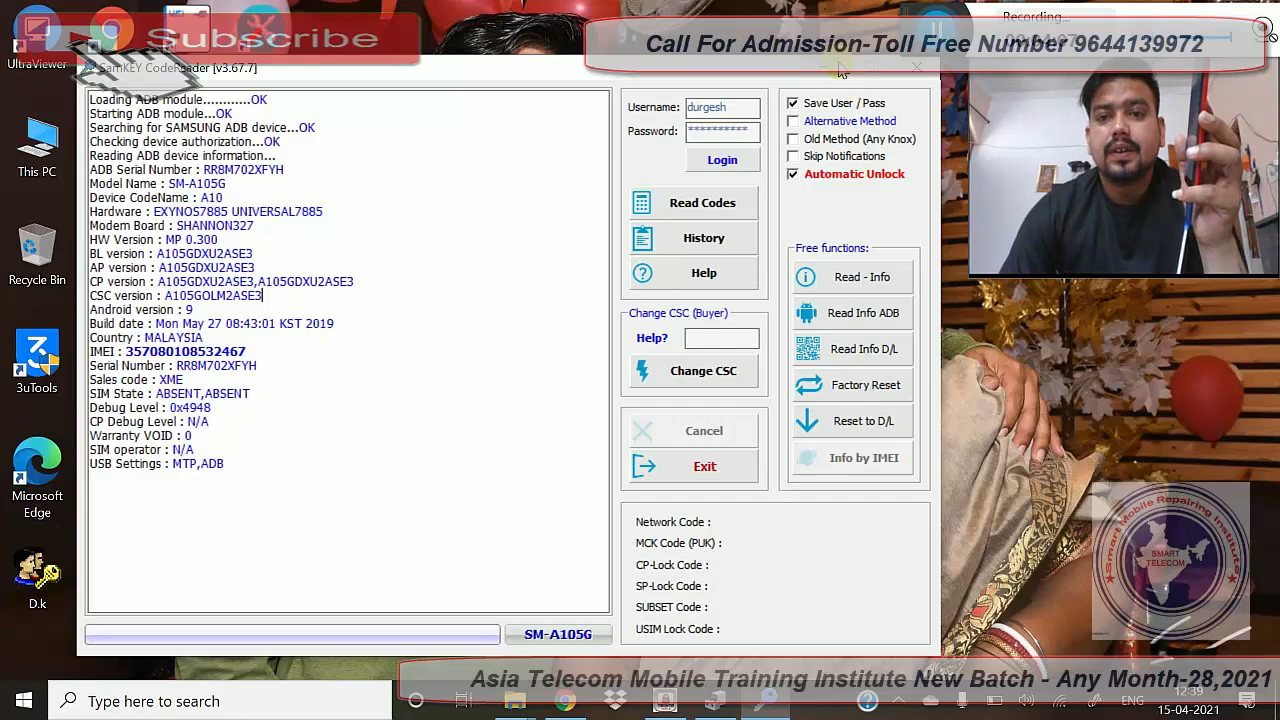 Subscribe
Call For Admission-Toll Free Number 9644139972
Recording...
UltraViewer
SamKEY CodeReader [v3.67.7]
Loading ADB module...........OK
Starting ADB module...OK
Searching for SAMSUNG ADB device...OK
Checking device authorization...OK
Reading ADB device information...
ADB Serial Number : RR8M702XFYH
Model Name : SM-A105G
Device CodeName : A10
Hardware : EXYNOS7885 UNIVERSAL7885
Modem Board : SHANNON327
HW Version : MP 0.300
BL version : A105GDXU2ASE3
AP version : A105GDXU2ASE3
CP version : A105GDXU2ASE3,A105GDXU2ASE3
CSC version : A105GOLM2ASE3
Android version : 9
Build date : Mon May 27 08:43:01 KST 2019
Country : MALAYSIA
IMEI : 357080108532467
Serial Number : RR8M702XFYH
Sales code : XME
SIM State : ABSENT,ABSENT
Debug Level : 0x4948
CP Debug Level : N/A
Warranty VOID : 0
SIM operator : N/A
USB Settings : MTP,ADB
SM-A105G
Username: durgesh
Password: **********
Login
Read Codes
History
Help
Change CSC (Buyer)
Help?
Change CSC
Cancel
Exit
Save User / Pass
Alternative Method
Old Method (Any Knox)
Skip Notifications
Automatic Unlock
Free functions:
Read - Info
Read Info ADB
Read Info D/L
Factory Reset
Reset to D/L
Info by IMEI
Network Code :
MCK Code (PUK) :
CP-Lock Code :
SP-Lock Code :
SUBSET Code :
USIM Lock Code :
This PC
Recycle Bin
3uTools
Microsoft
Edge
D.k
Smart Mobile Repairing Institute
SMART
TELECOM
Asia Telecom Mobile Training Institute New Batch - Any Month-28,2021
Type here to search
ENG
12:39
15-04-2021